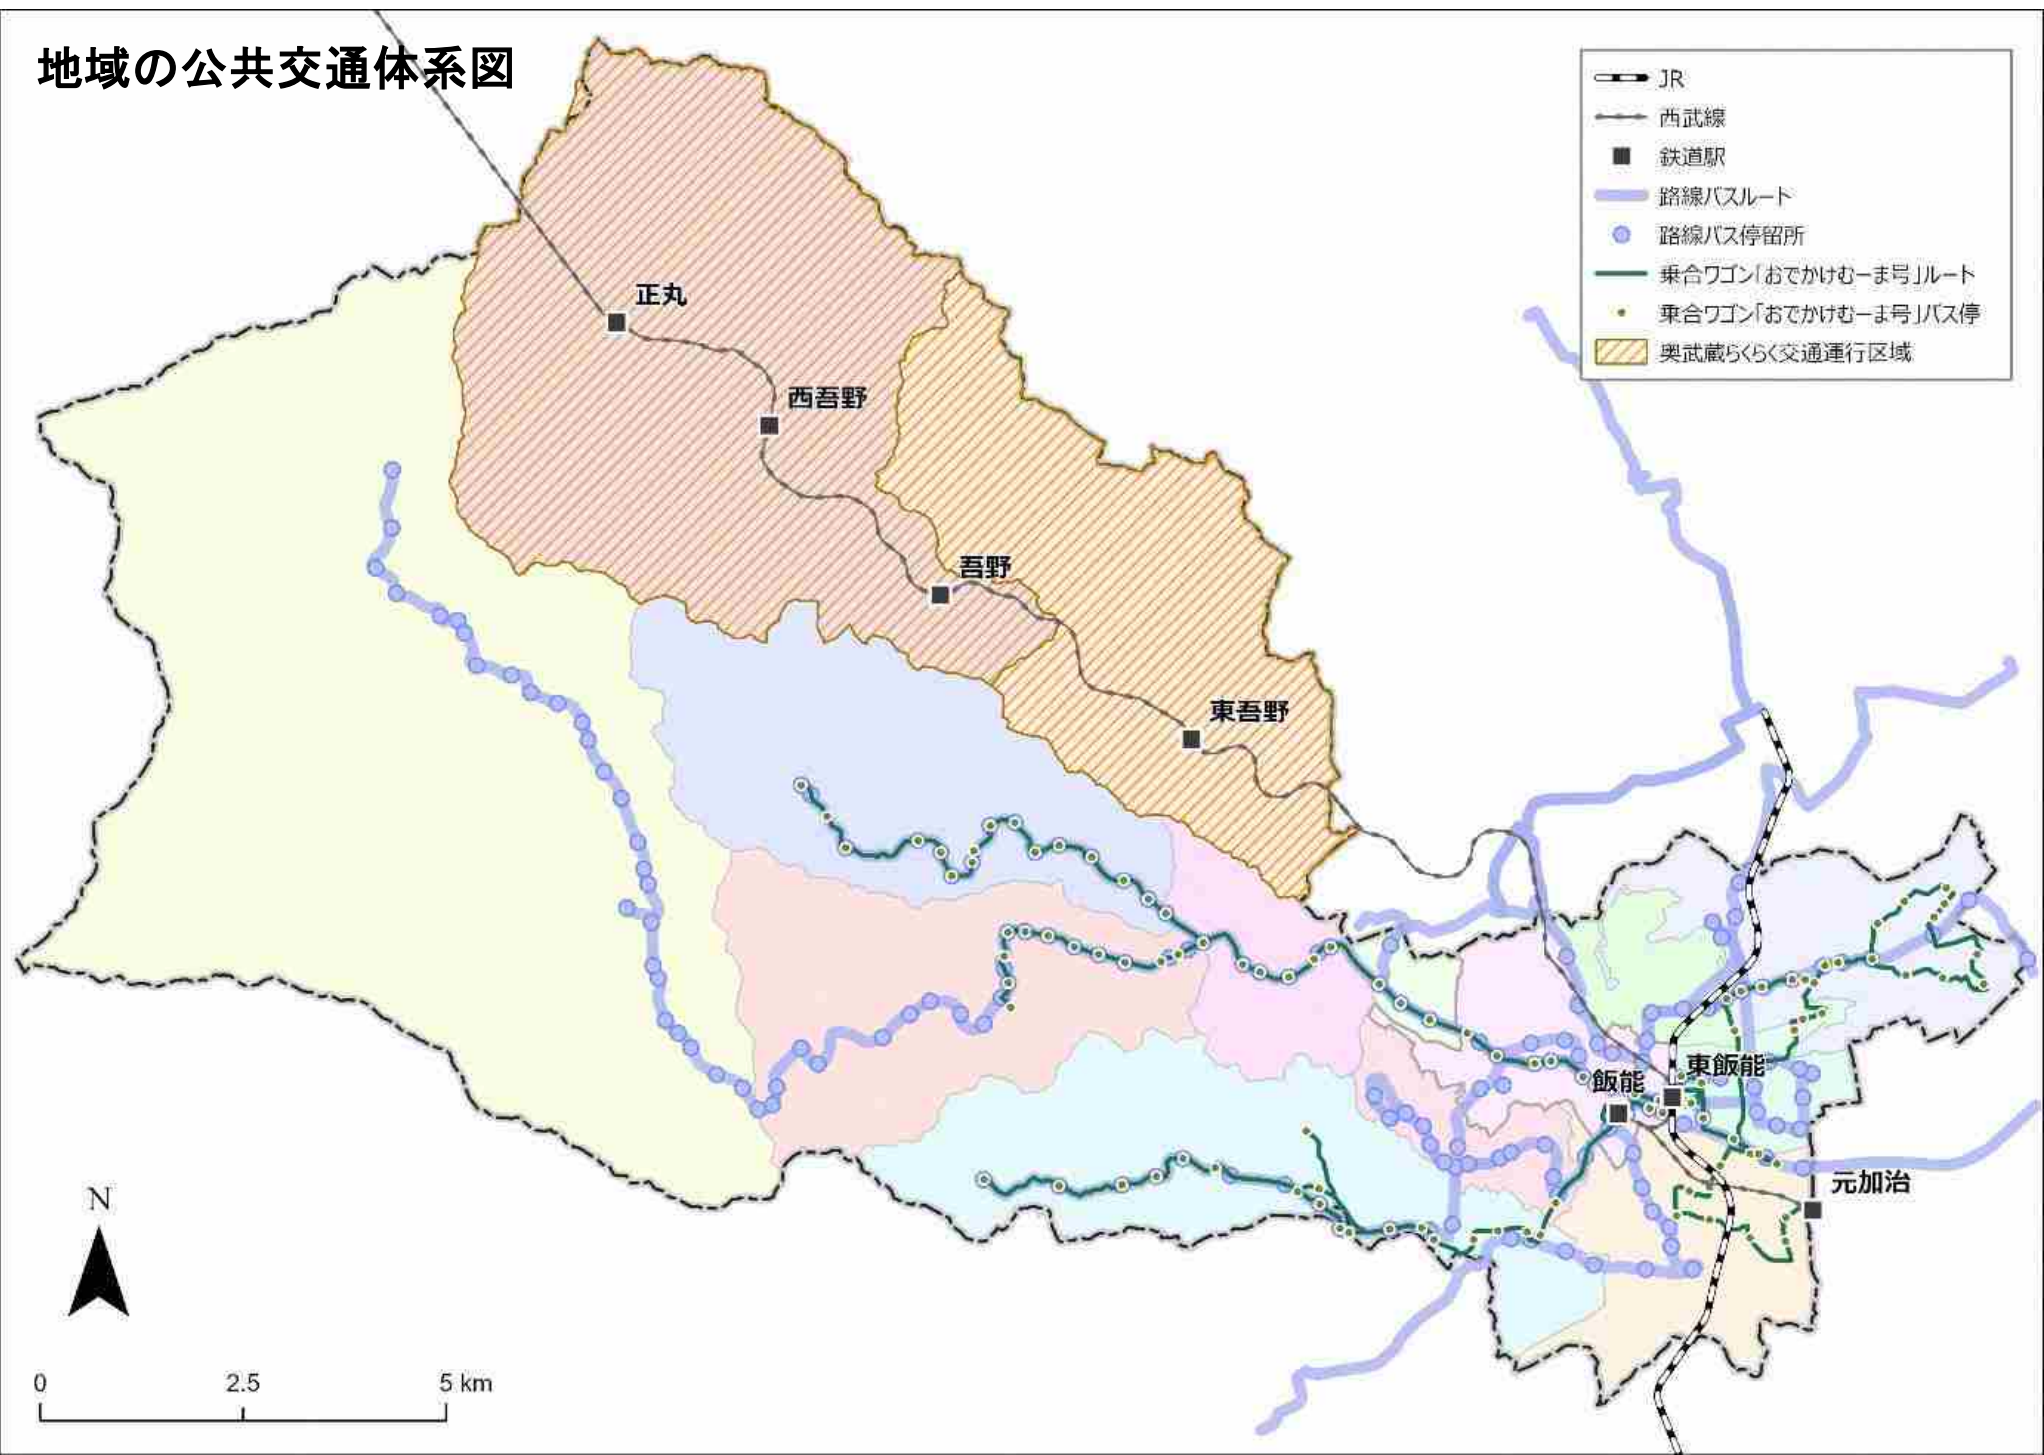 地域の公共交通体系図
JR
西武線
鉄道駅
路線バスルート
路線バス停留所
乗合ワゴン「おでかけむーま号」ルート
乗合ワゴン「おでかけむーま号」バス停
奥武蔵らくらく交通運行区域
正丸
西吾野
吾野
東吾野
東飯能
飯能
元加治
N
0 2.5 5 km